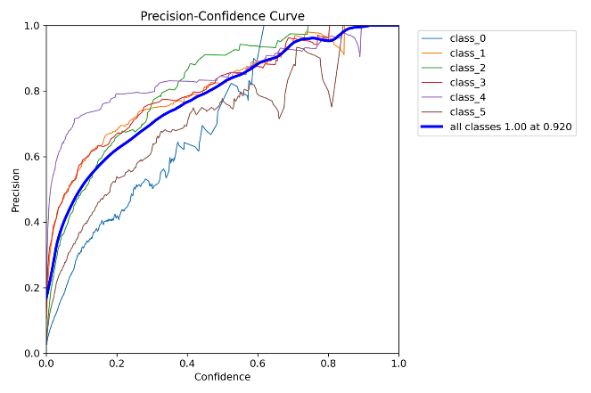 Precision-Confidence Curve
1.0
0.8
0.6
0.4
0.2
0.0
Precision
0.0 0.2 0.4 0.6 0.8 1.0
Confidence
class_0
class_1
class_2
class_3
class_4
class_5
all classes 1.00 at 0.920